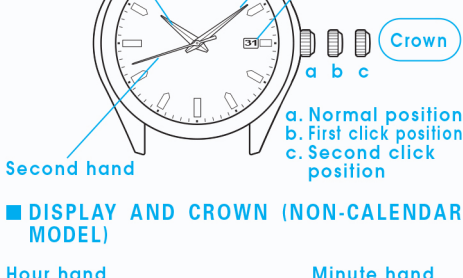 31
Crown
a b c
a. Normal position
b. First click position
c. Second click
position
Second hand
■ DISPLAY AND CROWN (NON-CALENDAR
MODEL)
Hour hand
Minute hand